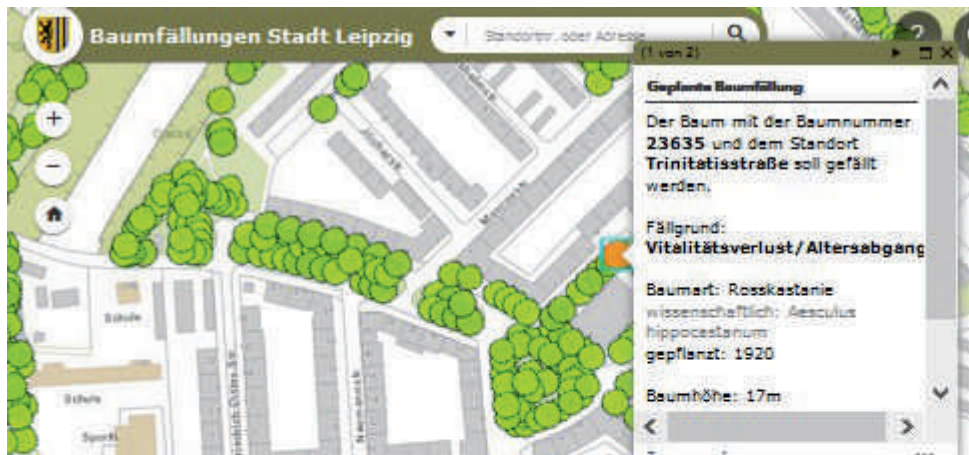 Baumfällungen Stadt Leipzig
Standortnr. oder Adresse
?
(1 von 2)
Geplante Baumfällung
Der Baum mit der Baumnummer
23635 und dem Standort
Trinitatisstraße soll gefällt
werden.
Fällgrund:
Vitalitätsverlust/Altersabgang
Baumart: Rosskastanie
wissenschaftlich: Aesculus
hippocastanum
gepflanzt: 1920
Baumhöhe: 17m
+
−
Schule
Schule